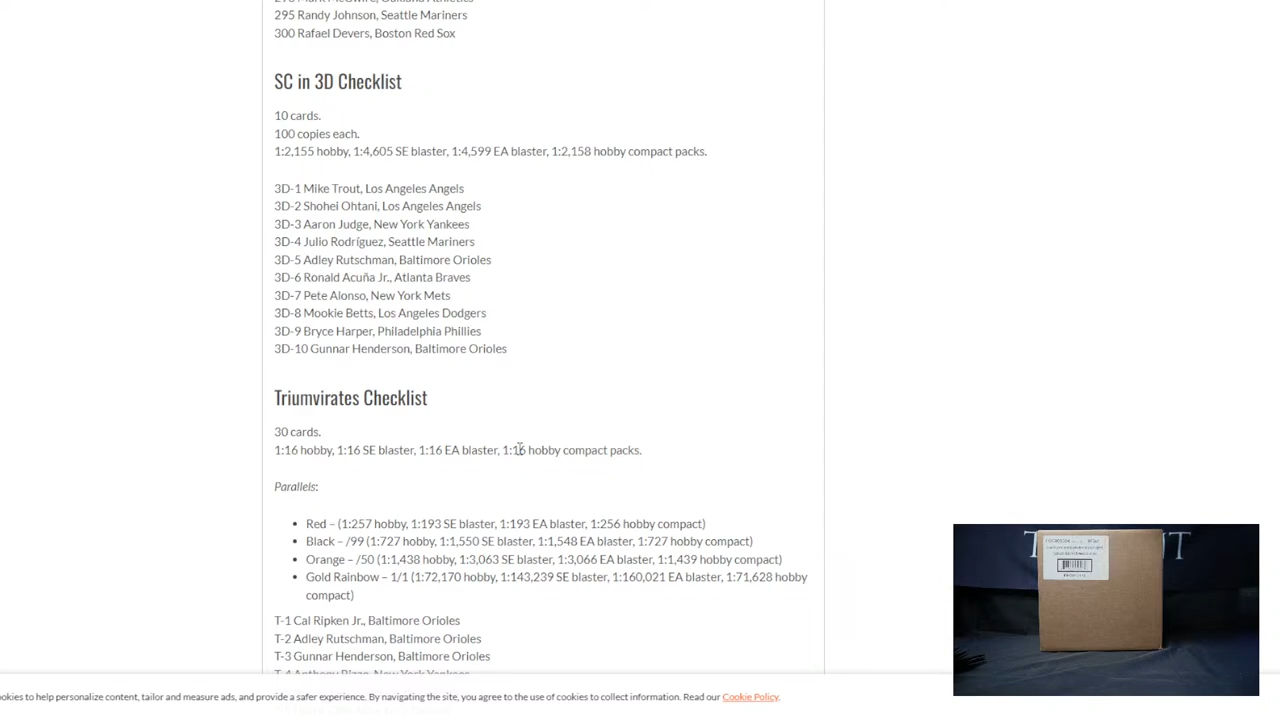 295 Randy Johnson, Seattle Mariners
300 Rafael Devers, Boston Red Sox
SC in 3D Checklist
10 cards.
100 copies each.
1:2,155 hobby, 1:4,605 SE blaster, 1:4,599 EA blaster, 1:2,158 hobby compact packs.
3D-1 Mike Trout, Los Angeles Angels
3D-2 Shohei Ohtani, Los Angeles Angels
3D-3 Aaron Judge, New York Yankees
3D-4 Julio Rodríguez, Seattle Mariners
3D-5 Adley Rutschman, Baltimore Orioles
3D-6 Ronald Acuña Jr., Atlanta Braves
3D-7 Pete Alonso, New York Mets
3D-8 Mookie Betts, Los Angeles Dodgers
3D-9 Bryce Harper, Philadelphia Phillies
3D-10 Gunnar Henderson, Baltimore Orioles
Triumvirates Checklist
30 cards.
1:16 hobby, 1:16 SE blaster, 1:16 EA blaster, 1:16 hobby compact packs.
Parallels:
• Red – (1:257 hobby, 1:193 SE blaster, 1:193 EA blaster, 1:256 hobby compact)
• Black – /99 (1:727 hobby, 1:1,550 SE blaster, 1:1,548 EA blaster, 1:727 hobby compact)
• Orange – /50 (1:1,438 hobby, 1:3,063 SE blaster, 1:3,066 EA blaster, 1:1,439 hobby compact)
• Gold Rainbow – 1/1 (1:72,170 hobby, 1:143,239 SE blaster, 1:160,021 EA blaster, 1:71,628 hobby
compact)
T-1 Cal Ripken Jr., Baltimore Orioles
T-2 Adley Rutschman, Baltimore Orioles
T-3 Gunnar Henderson, Baltimore Orioles
T-4 Anthony Rizzo, New York Yankees
okies to help personalize content, tailor and measure ads, and provide a safer experience. By navigating the site, you agree to the use of cookies to collect information. Read our Cookie Policy.